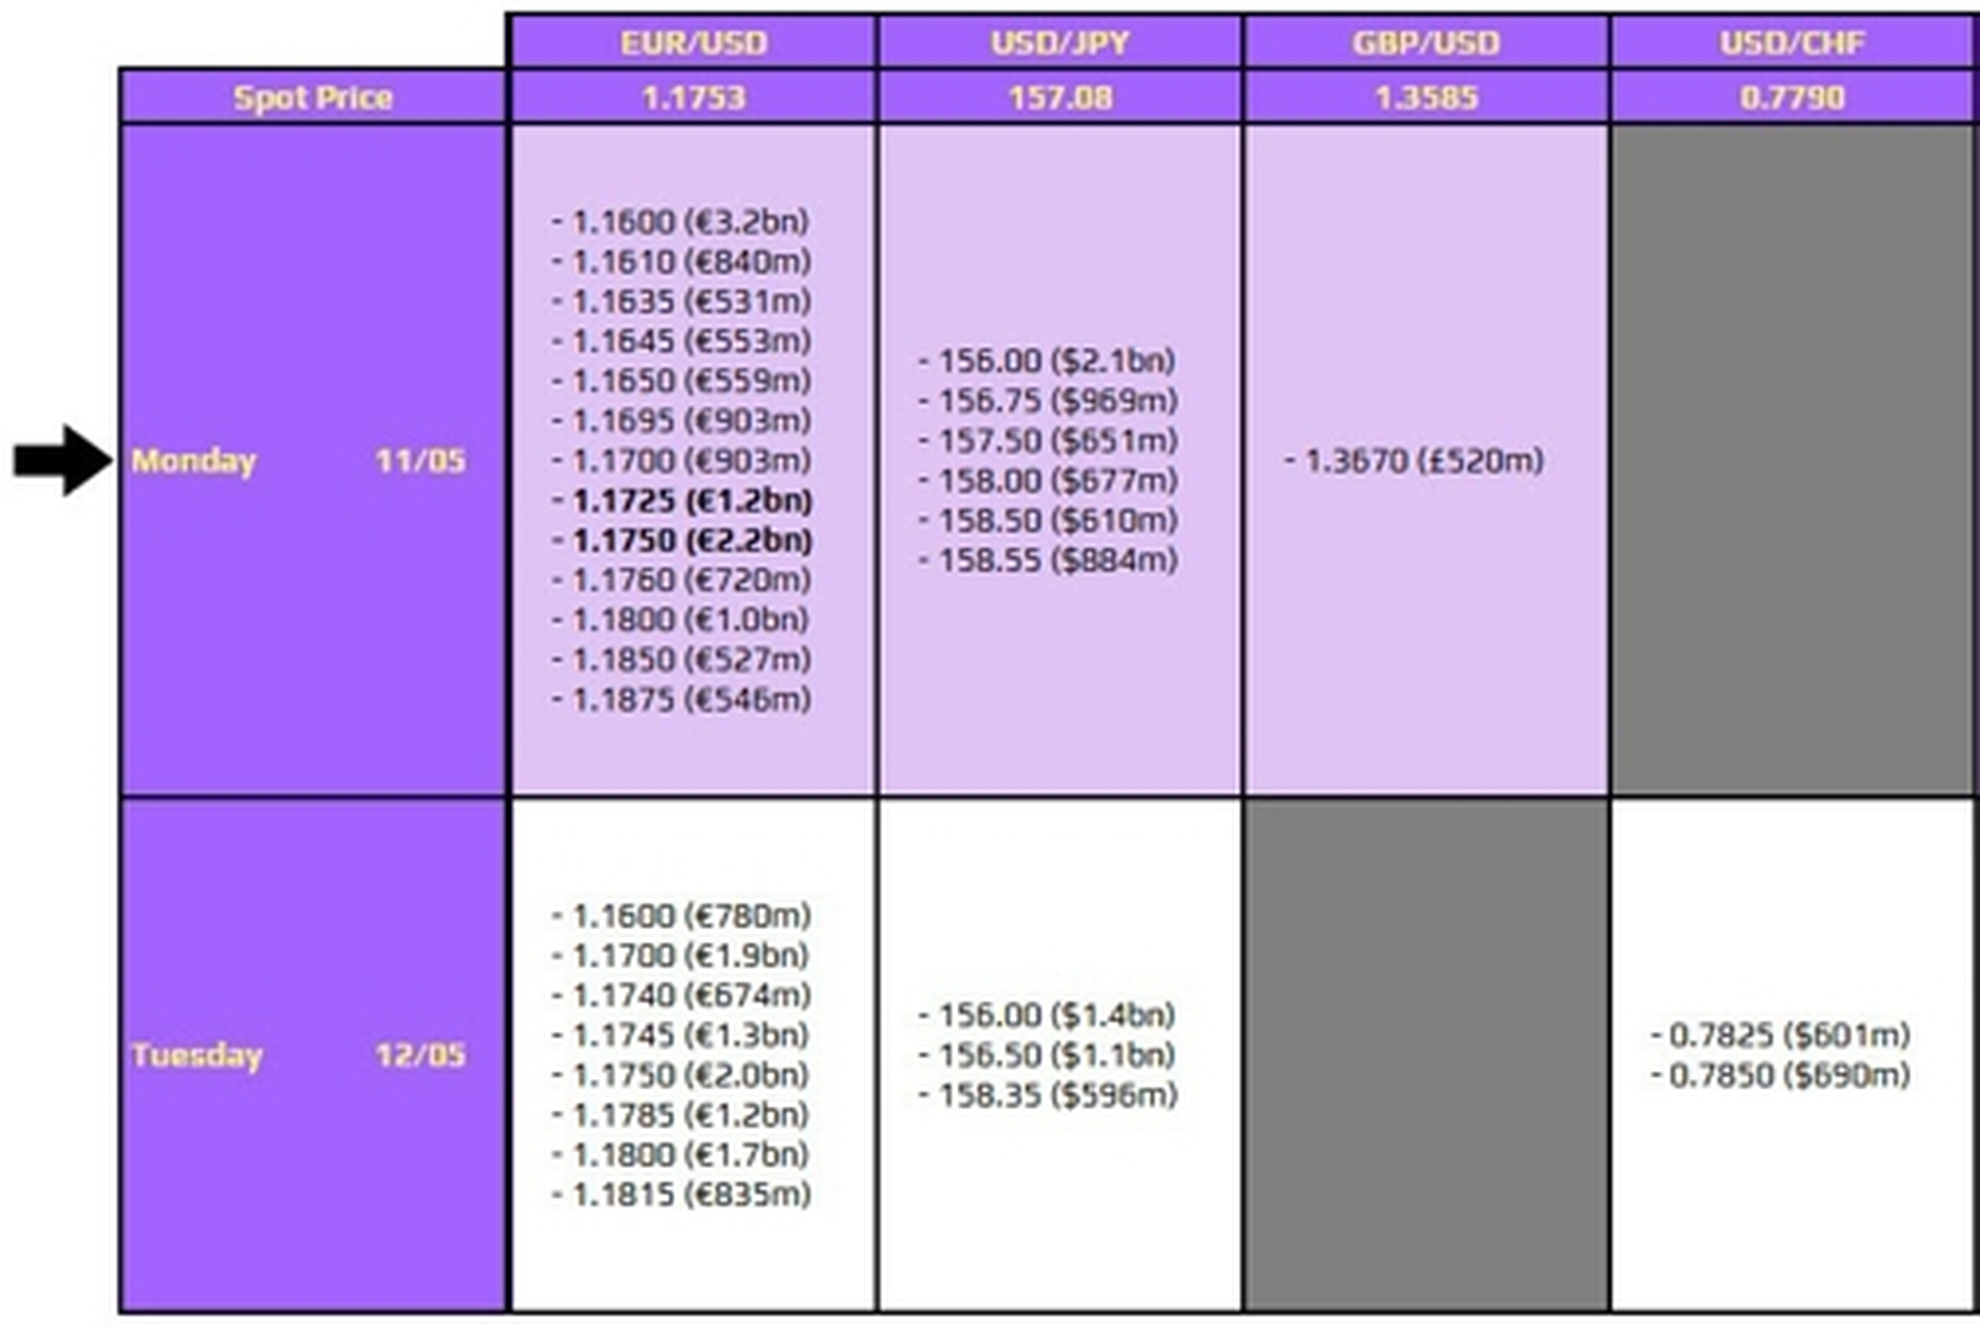 EUR/USD USD/JPY GBP/USD USD/CHF
Spot Price 1.1753 157.08 1.3585 0.7790
Monday 11/05
- 1.1600 (€3.2bn)
- 1.1610 (€840m)
- 1.1635 (€531m)
- 1.1645 (€553m)
- 1.1650 (€559m)
- 1.1695 (€903m)
- 1.1700 (€903m)
- 1.1725 (€1.2bn)
- 1.1750 (€2.2bn)
- 1.1760 (€720m)
- 1.1800 (€1.0bn)
- 1.1850 (€527m)
- 1.1875 (€546m)
- 156.00 ($2.1bn)
- 156.75 ($969m)
- 157.50 ($651m)
- 158.00 ($677m)
- 158.50 ($610m)
- 158.55 ($884m)
- 1.3670 (£520m)
Tuesday 12/05
- 1.1600 (€780m)
- 1.1700 (€1.9bn)
- 1.1740 (€674m)
- 1.1745 (€1.3bn)
- 1.1750 (€2.0bn)
- 1.1785 (€1.2bn)
- 1.1800 (€1.7bn)
- 1.1815 (€835m)
- 156.00 ($1.4bn)
- 156.50 ($1.1bn)
- 158.35 ($596m)
- 0.7825 ($601m)
- 0.7850 ($690m)